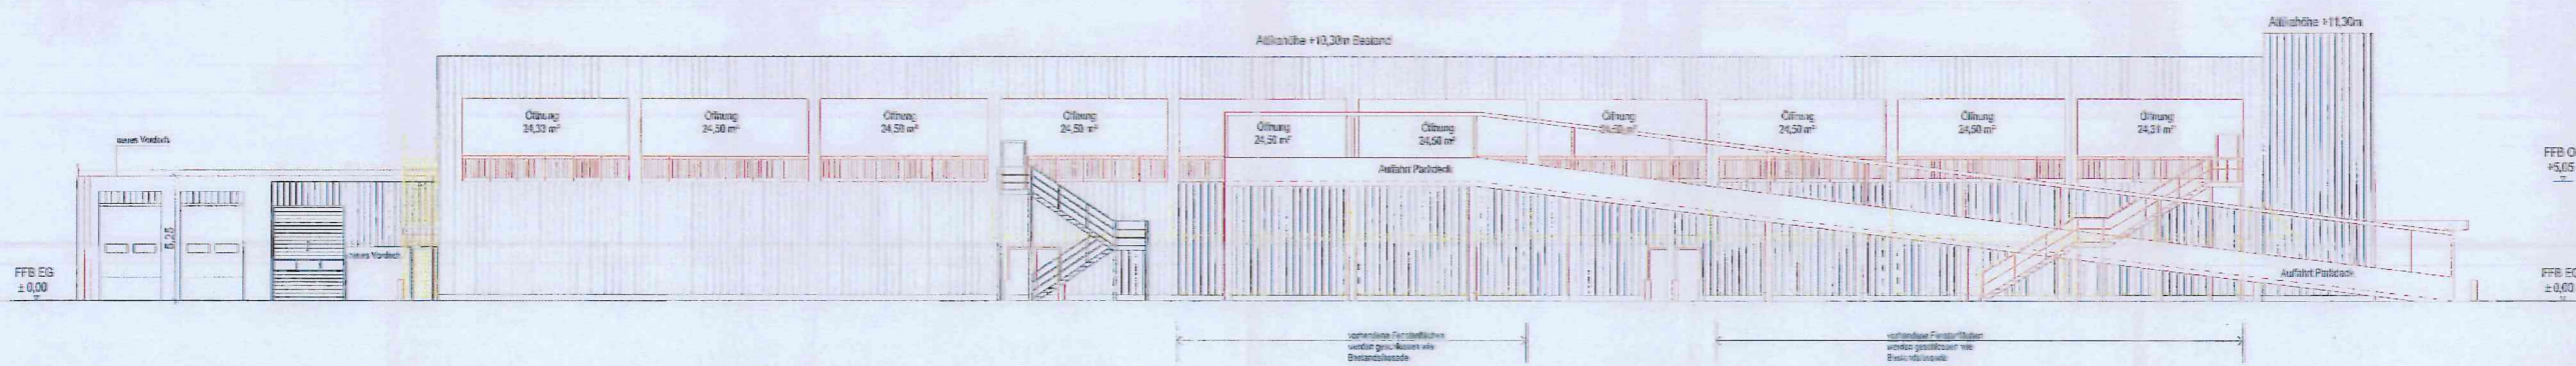 Attikahöhe +11,30m
Attikahöhe +10,30m Bestand
Öffnung
24,33 m²
Öffnung
24,50 m²
Öffnung
24,50 m²
Öffnung
24,50 m²
Öffnung
24,50 m²
Öffnung
24,50 m²
Öffnung
24,50 m²
Öffnung
24,50 m²
Öffnung
24,50 m²
Öffnung
24,31 m²
neues Vordach
Auffahrt Parkdeck
FFB O
+5,05
5,25
neues Vordach
FFB EG
± 0,00
Auffahrt Parkdeck
FFB EG
± 0,00
vorhandene Fensterflächen
werden geschlossen wie
Bestandsfassade
vorhandene Fensterflächen
werden geschlossen wie
Bestandsfassade